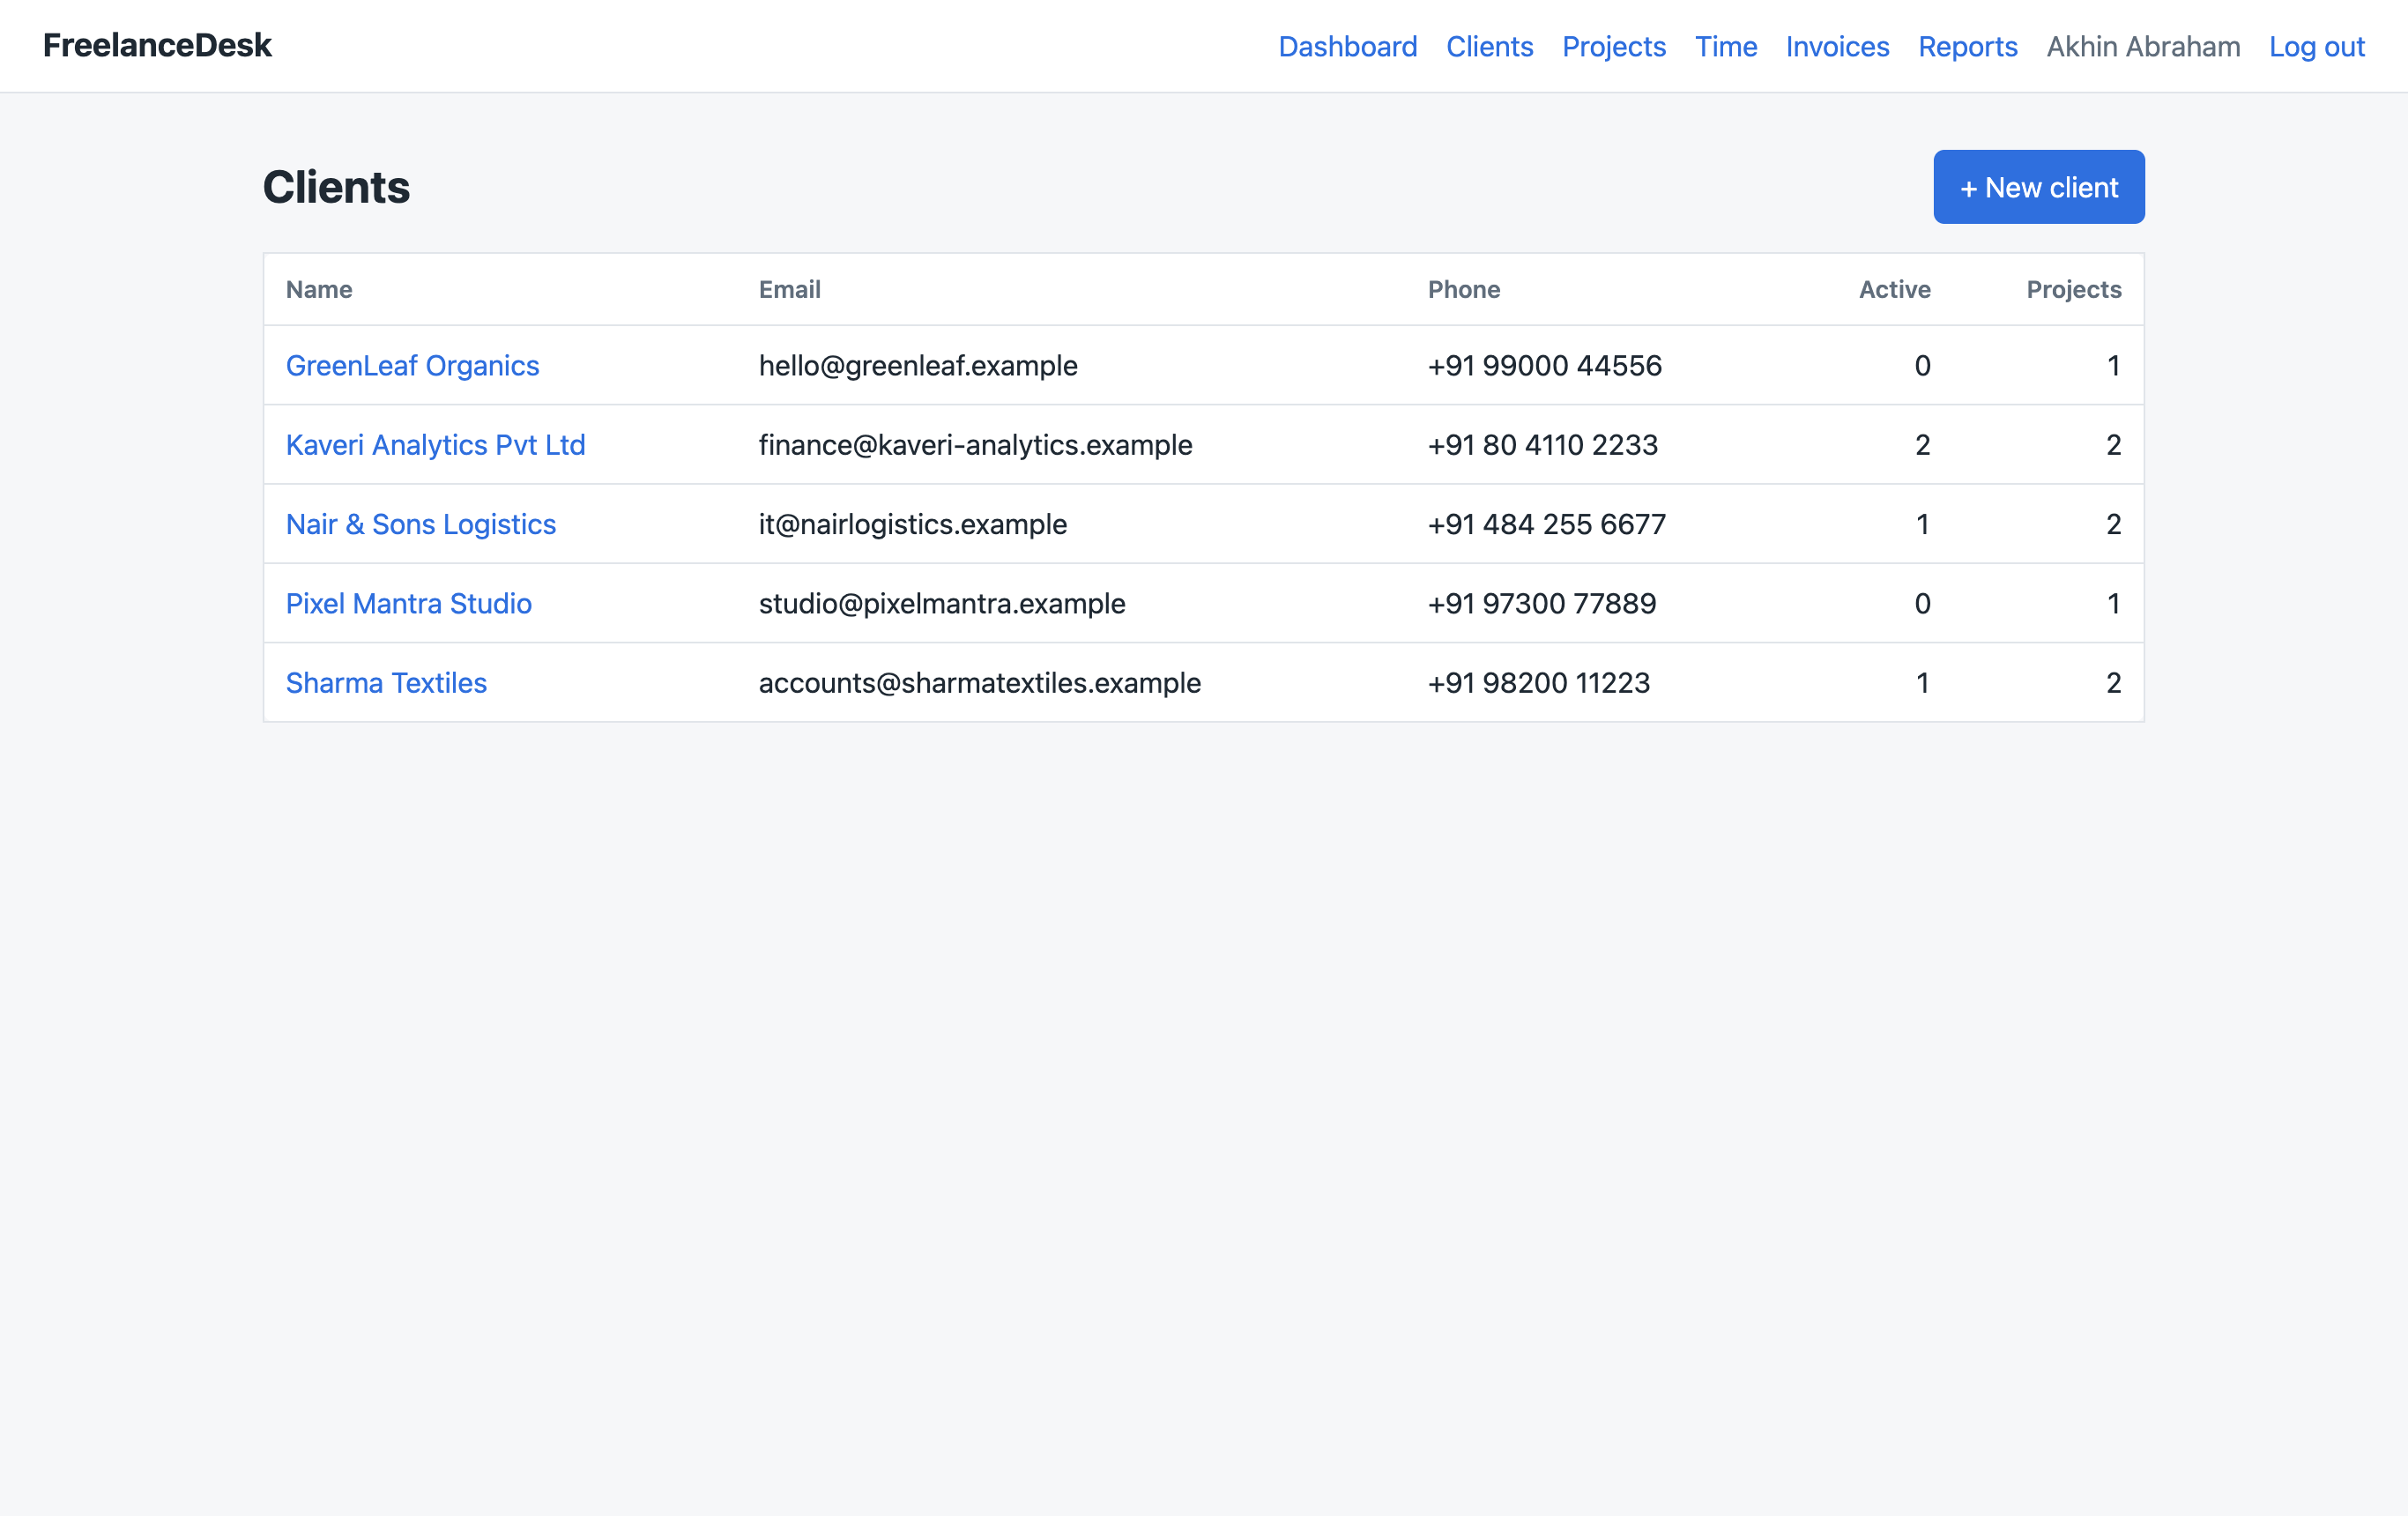 FreelanceDesk Dashboard Clients Projects Time Invoices Reports Akhin Abraham Log out
Clients + New client
Name Email Phone Active Projects
GreenLeaf Organics hello@greenleaf.example +91 99000 44556 0 1
Kaveri Analytics Pvt Ltd finance@kaveri-analytics.example +91 80 4110 2233 2 2
Nair & Sons Logistics it@nairlogistics.example +91 484 255 6677 1 2
Pixel Mantra Studio studio@pixelmantra.example +91 97300 77889 0 1
Sharma Textiles accounts@sharmatextiles.example +91 98200 11223 1 2